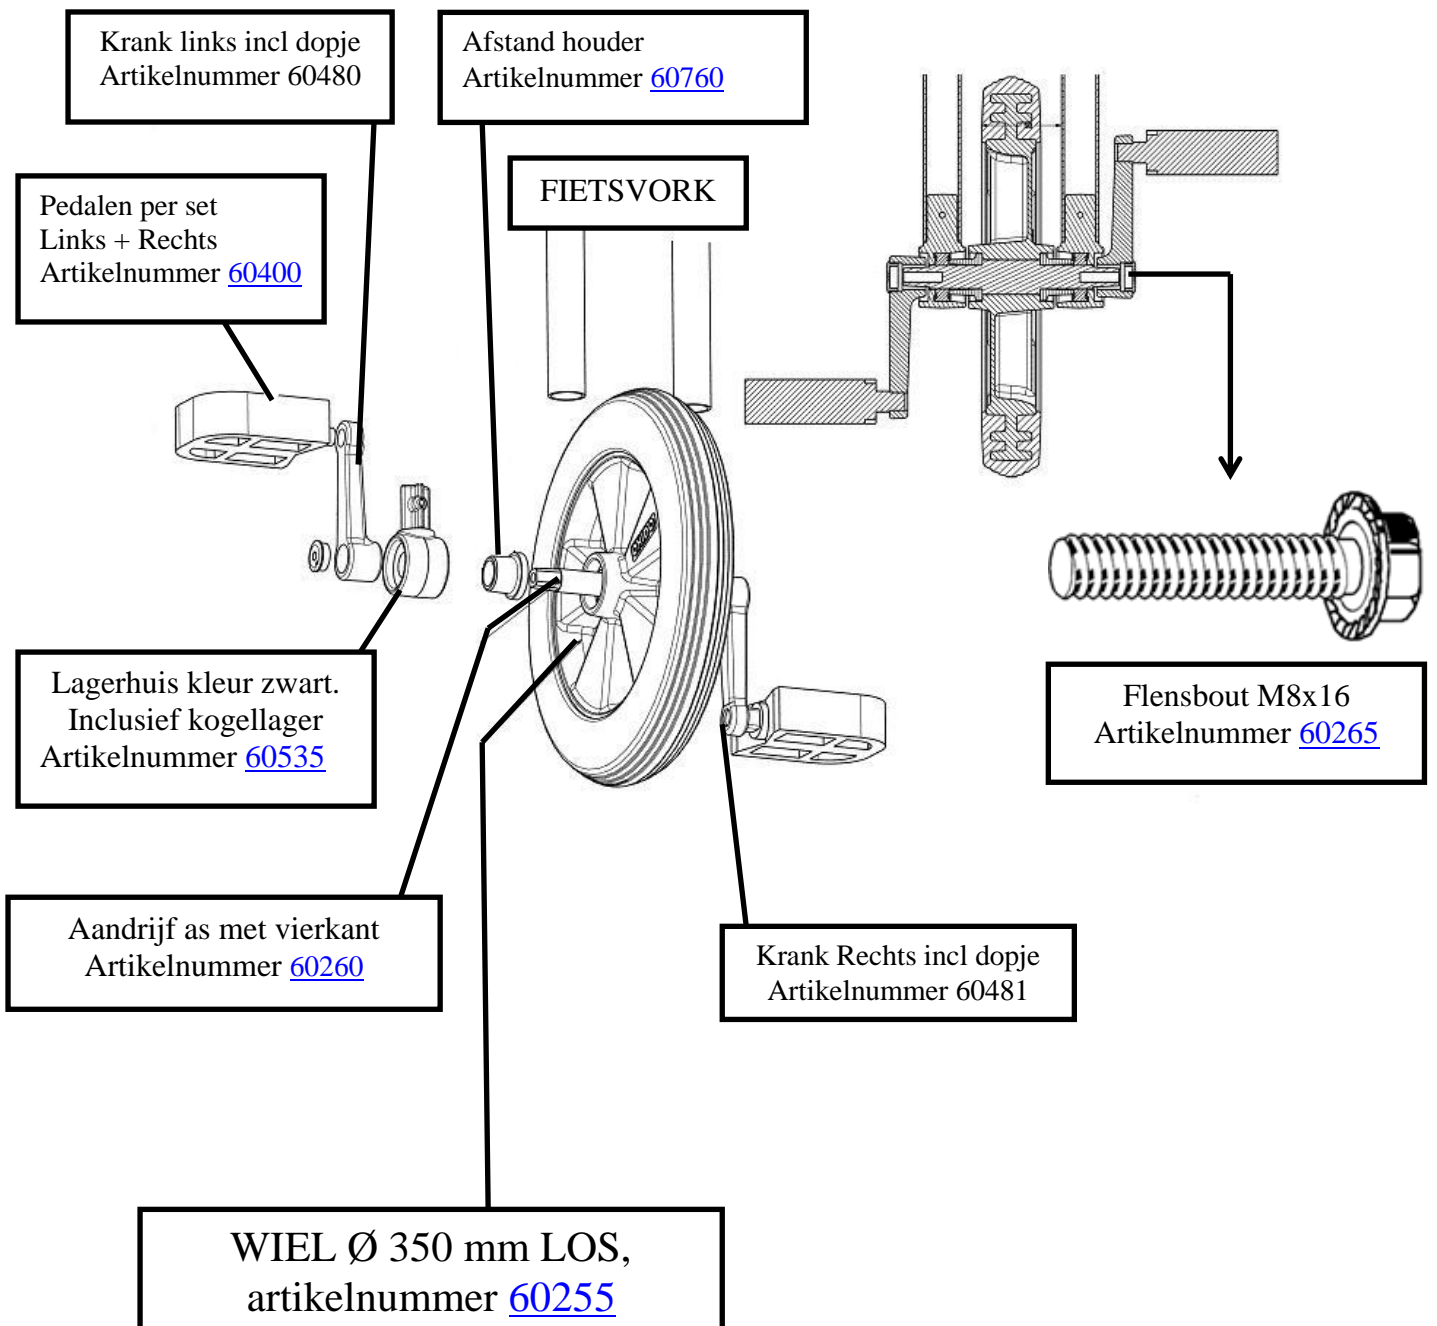 Krank links incl dopje
Artikelnummer 60480
Afstand houder
Artikelnummer 60760
FIETSVORK
Pedalen per set
Links + Rechts
Artikelnummer 60400
Lagerhuis kleur zwart.
Inclusief kogellager
Artikelnummer 60535
Flensbout M8x16
Artikelnummer 60265
Aandrijf as met vierkant
Artikelnummer 60260
Krank Rechts incl dopje
Artikelnummer 60481
WIEL Ø 350 mm LOS,
artikelnummer 60255